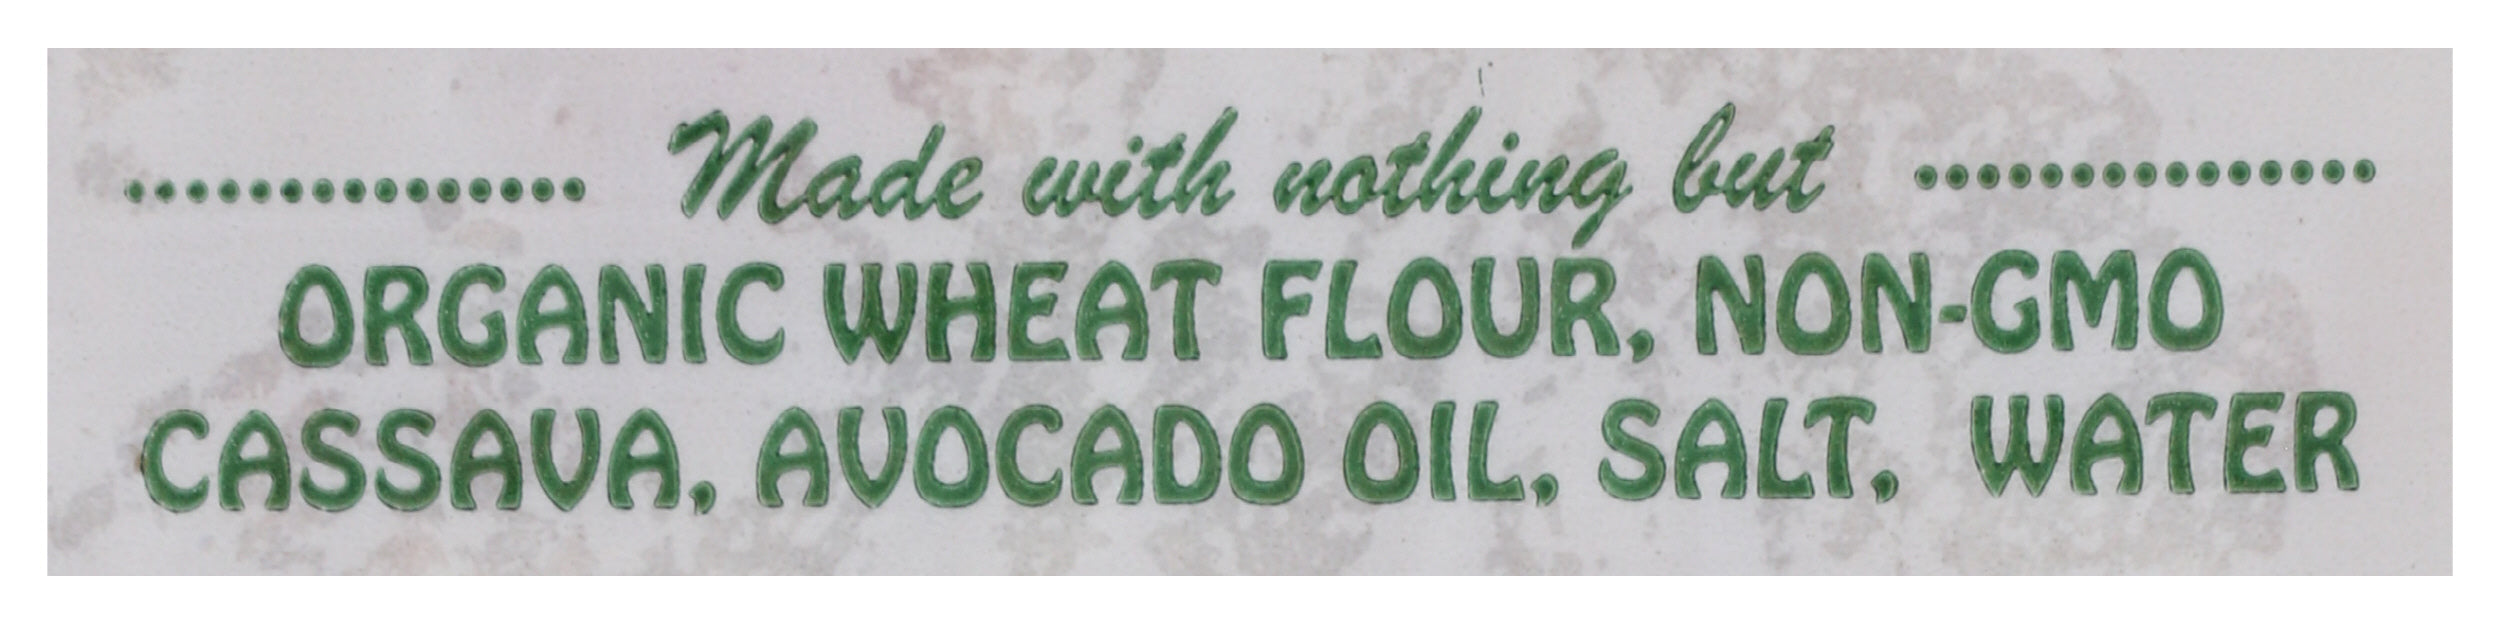 Made with nothing but
ORGANIC WHEAT FLOUR, NON-GMO
CASSAVA, AVOCADO OIL, SALT, WATER